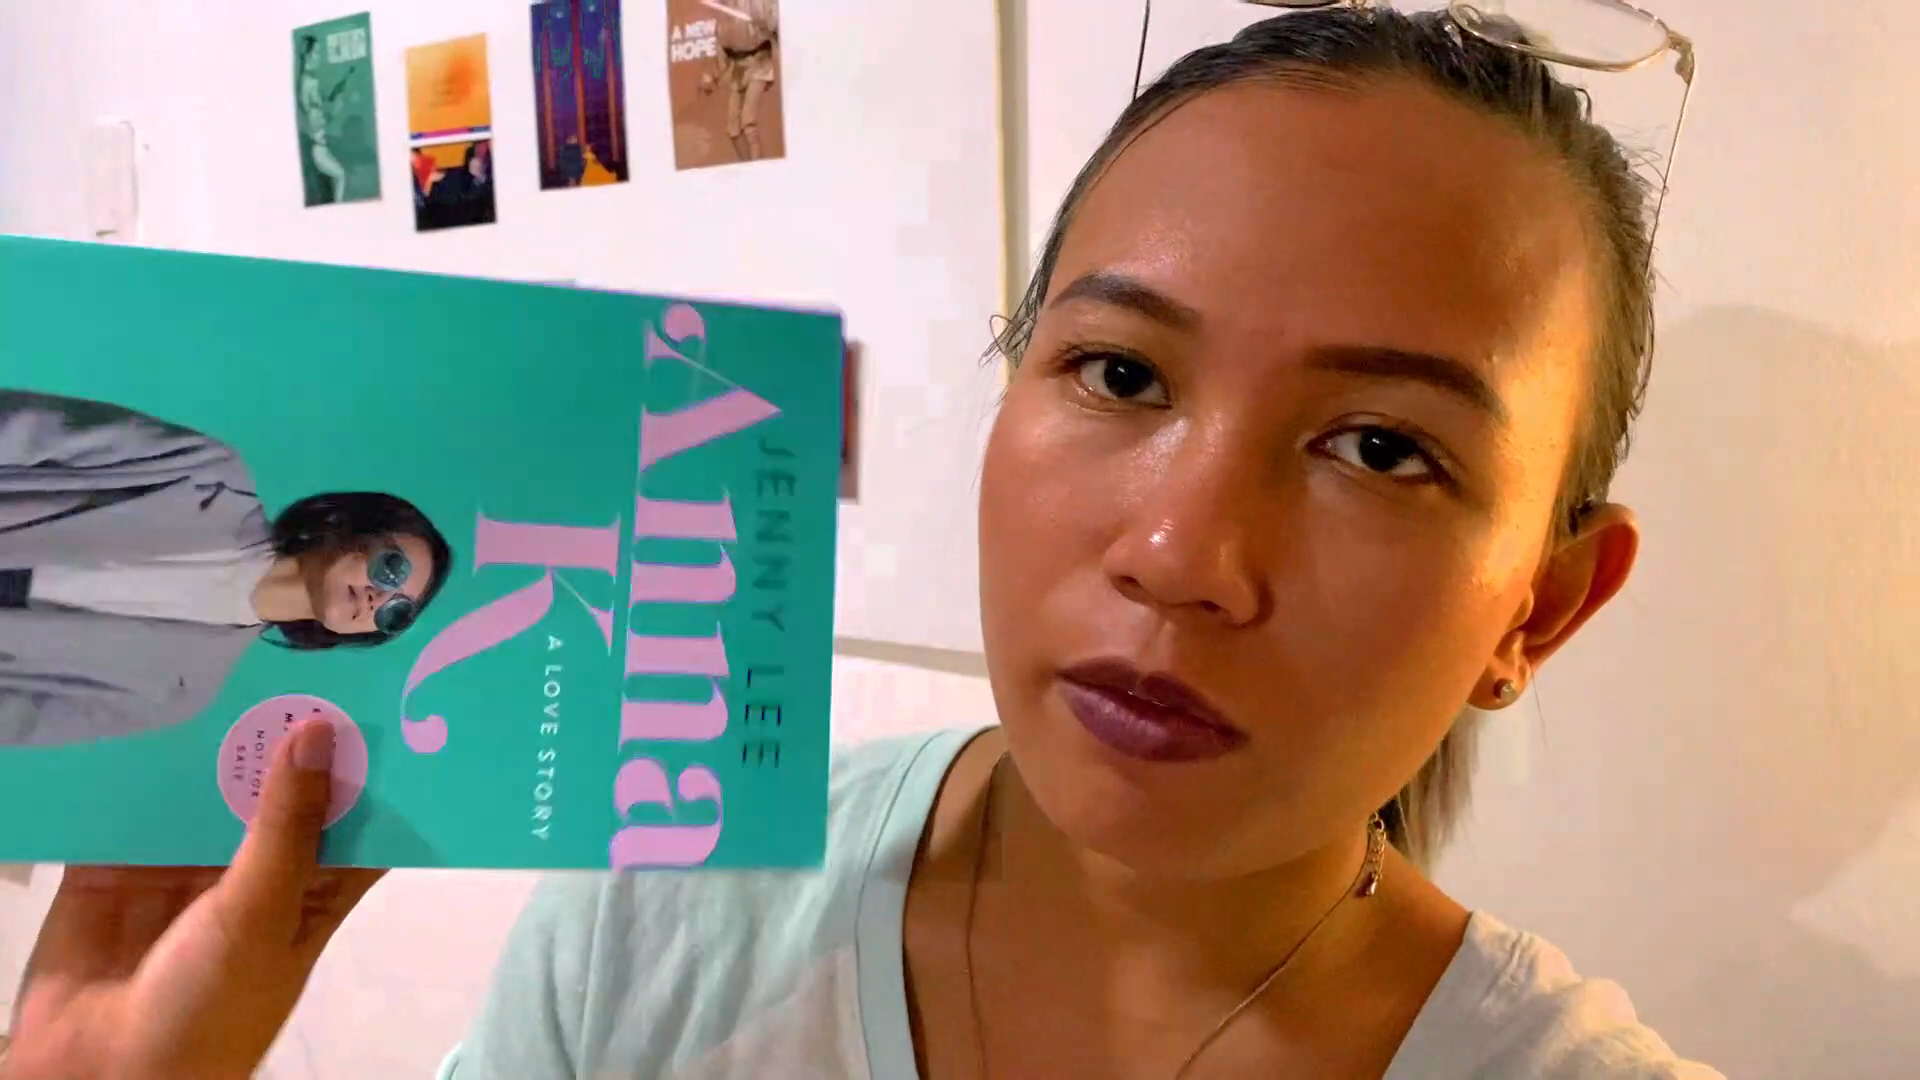 A NEW
HOPE
JENNY LEE
Anna
K
A LOVE STORY
NOT FOR
SALE